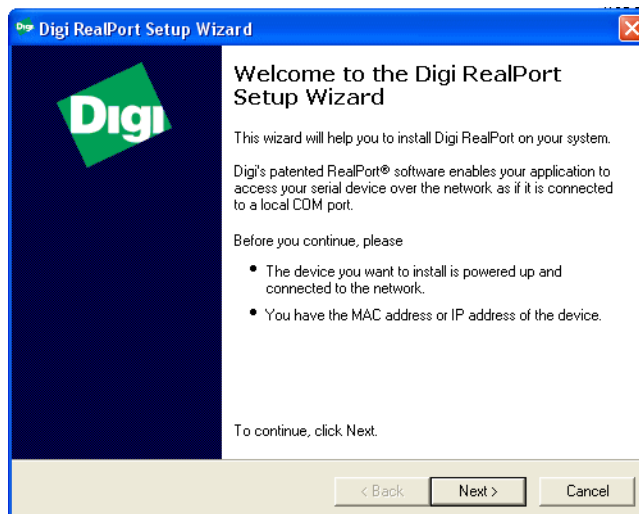 Digi RealPort Setup Wizard
Digi
Welcome to the Digi RealPort
Setup Wizard
This wizard will help you to install Digi RealPort on your system.
Digi's patented RealPort® software enables your application to
access your serial device over the network as if it is connected
to a local COM port.
Before you continue, please
• The device you want to install is powered up and
connected to the network.
• You have the MAC address or IP address of the device.
To continue, click Next.
< Back
Next >
Cancel